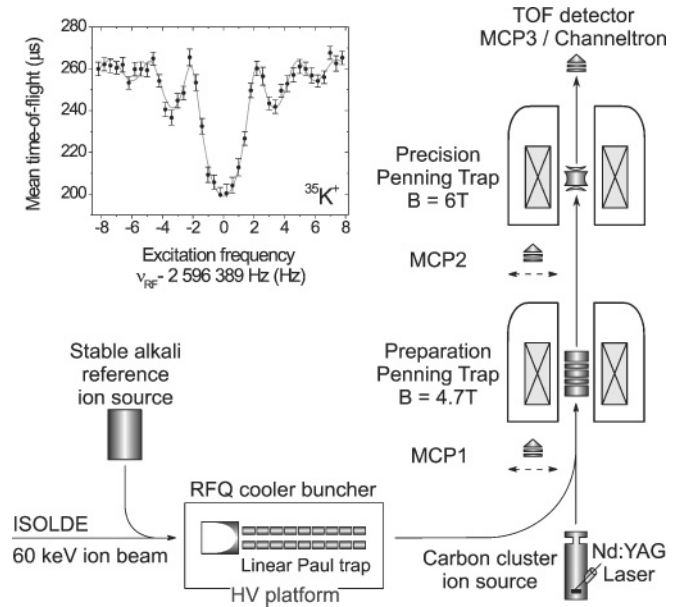 TOF detector
MCP3 / Channeltron
Mean time-of-flight (µs)
260
240
220
200
³⁵K⁺
-8 -6 -4 -2 0 2 4 6 8
Excitation frequency
ν_RF- 2 596 389 Hz (Hz)
Precision
Penning Trap
B = 6T
MCP2
Stable alkali
reference
ion source
Preparation
Penning Trap
B = 4.7T
MCP1
RFQ cooler buncher
ISOLDE
60 keV ion beam
Linear Paul trap
HV platform
Carbon cluster
ion source
Nd:YAG
Laser